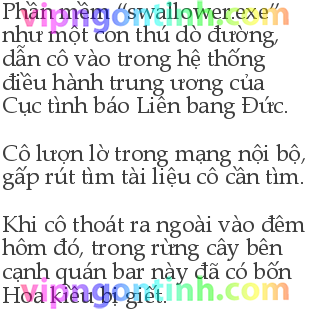 vipngontinh.com
Phần mềm “swallower.exe”
như một con thú dò đường,
dẫn cô vào trong hệ thống
điều hành trung ương của
Cục tình báo Liên bang Đức.
Cô lượn lờ trong mạng nội bộ,
gấp rút tìm tài liệu cô cần tìm.
Khi cô thoát ra ngoài vào đêm
hôm đó, trong rừng cây bên
cạnh quán bar này đã có bốn
Hoa kiều bị giết.
vipngontinh.com